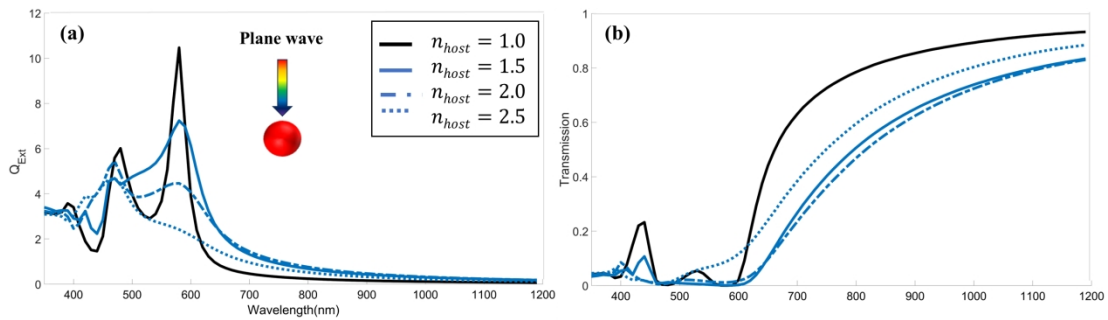 (a)
Plane wave
n_host = 1.0
n_host = 1.5
n_host = 2.0
n_host = 2.5
12
10
8
6
4
2
0
Q_Ext
400 500 600 700 800 900 1000 1100 1200
Wavelength(nm)
(b)
1
0.8
0.6
0.4
0.2
0
Transmission
400 500 600 700 800 900 1000 1100 1200